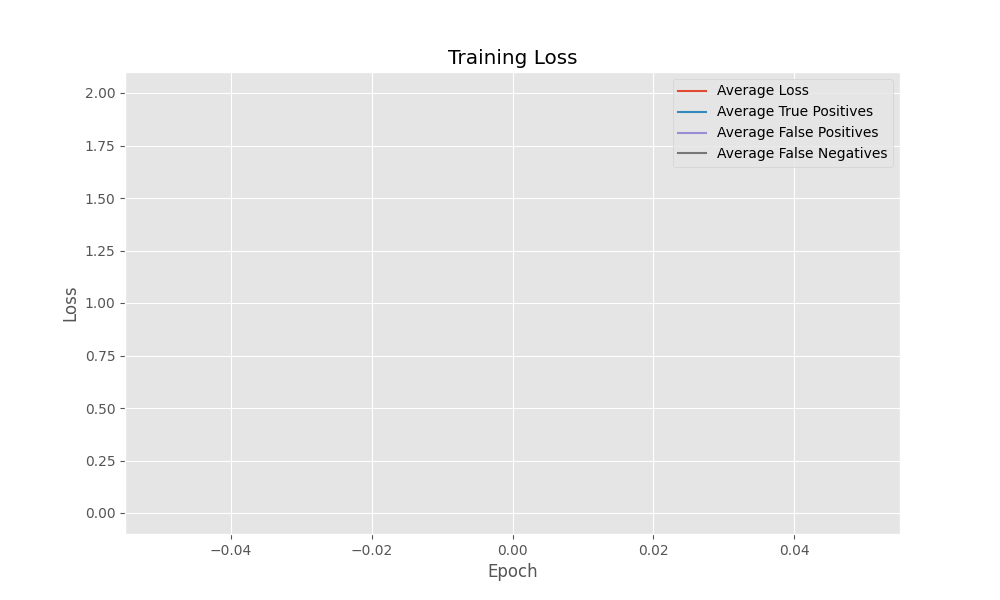 Training Loss
Average Loss
Average True Positives
Average False Positives
Average False Negatives
2.00
1.75
1.50
1.25
1.00
0.75
0.50
0.25
0.00
Loss
−0.04 −0.02 0.00 0.02 0.04
Epoch